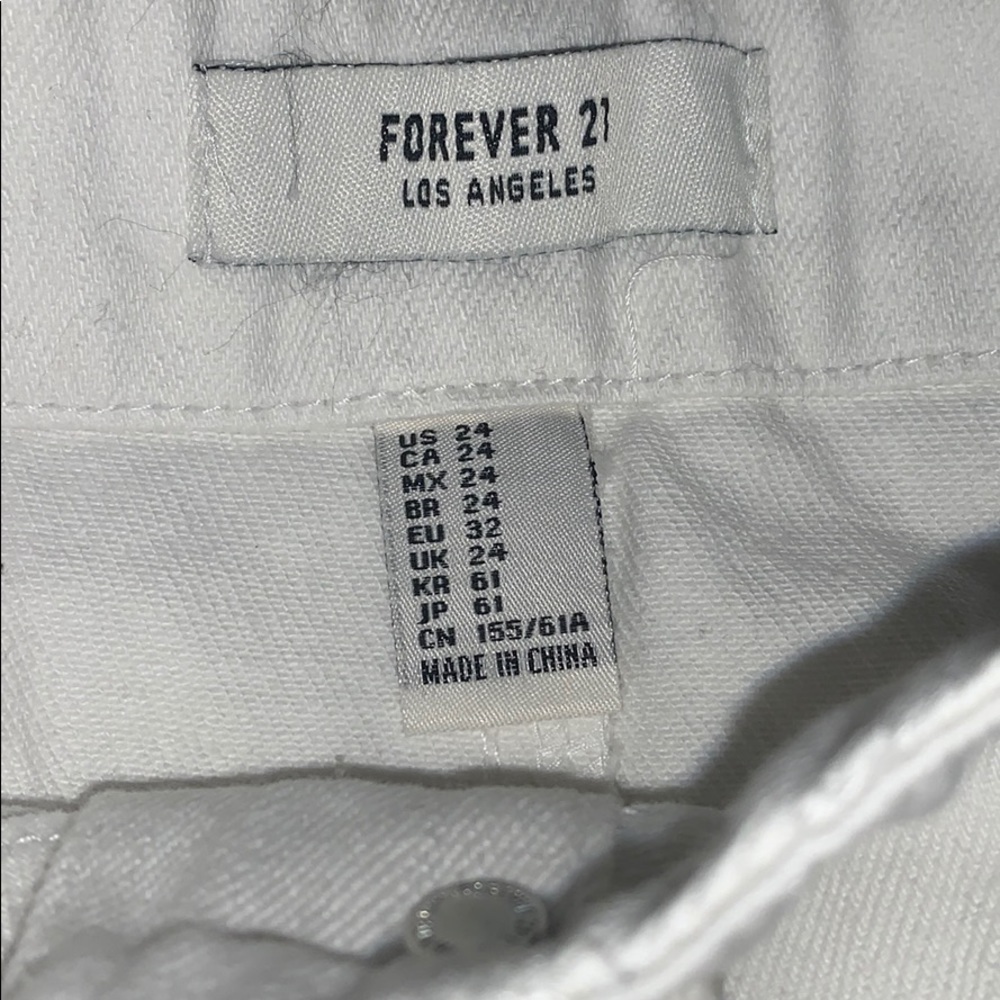 FOREVER 21
LOS ANGELES
US 24
CA 24
MX 24
BR 24
EU 32
UK 24
KR 61
JP 61
CN 155/61A
MADE IN CHINA